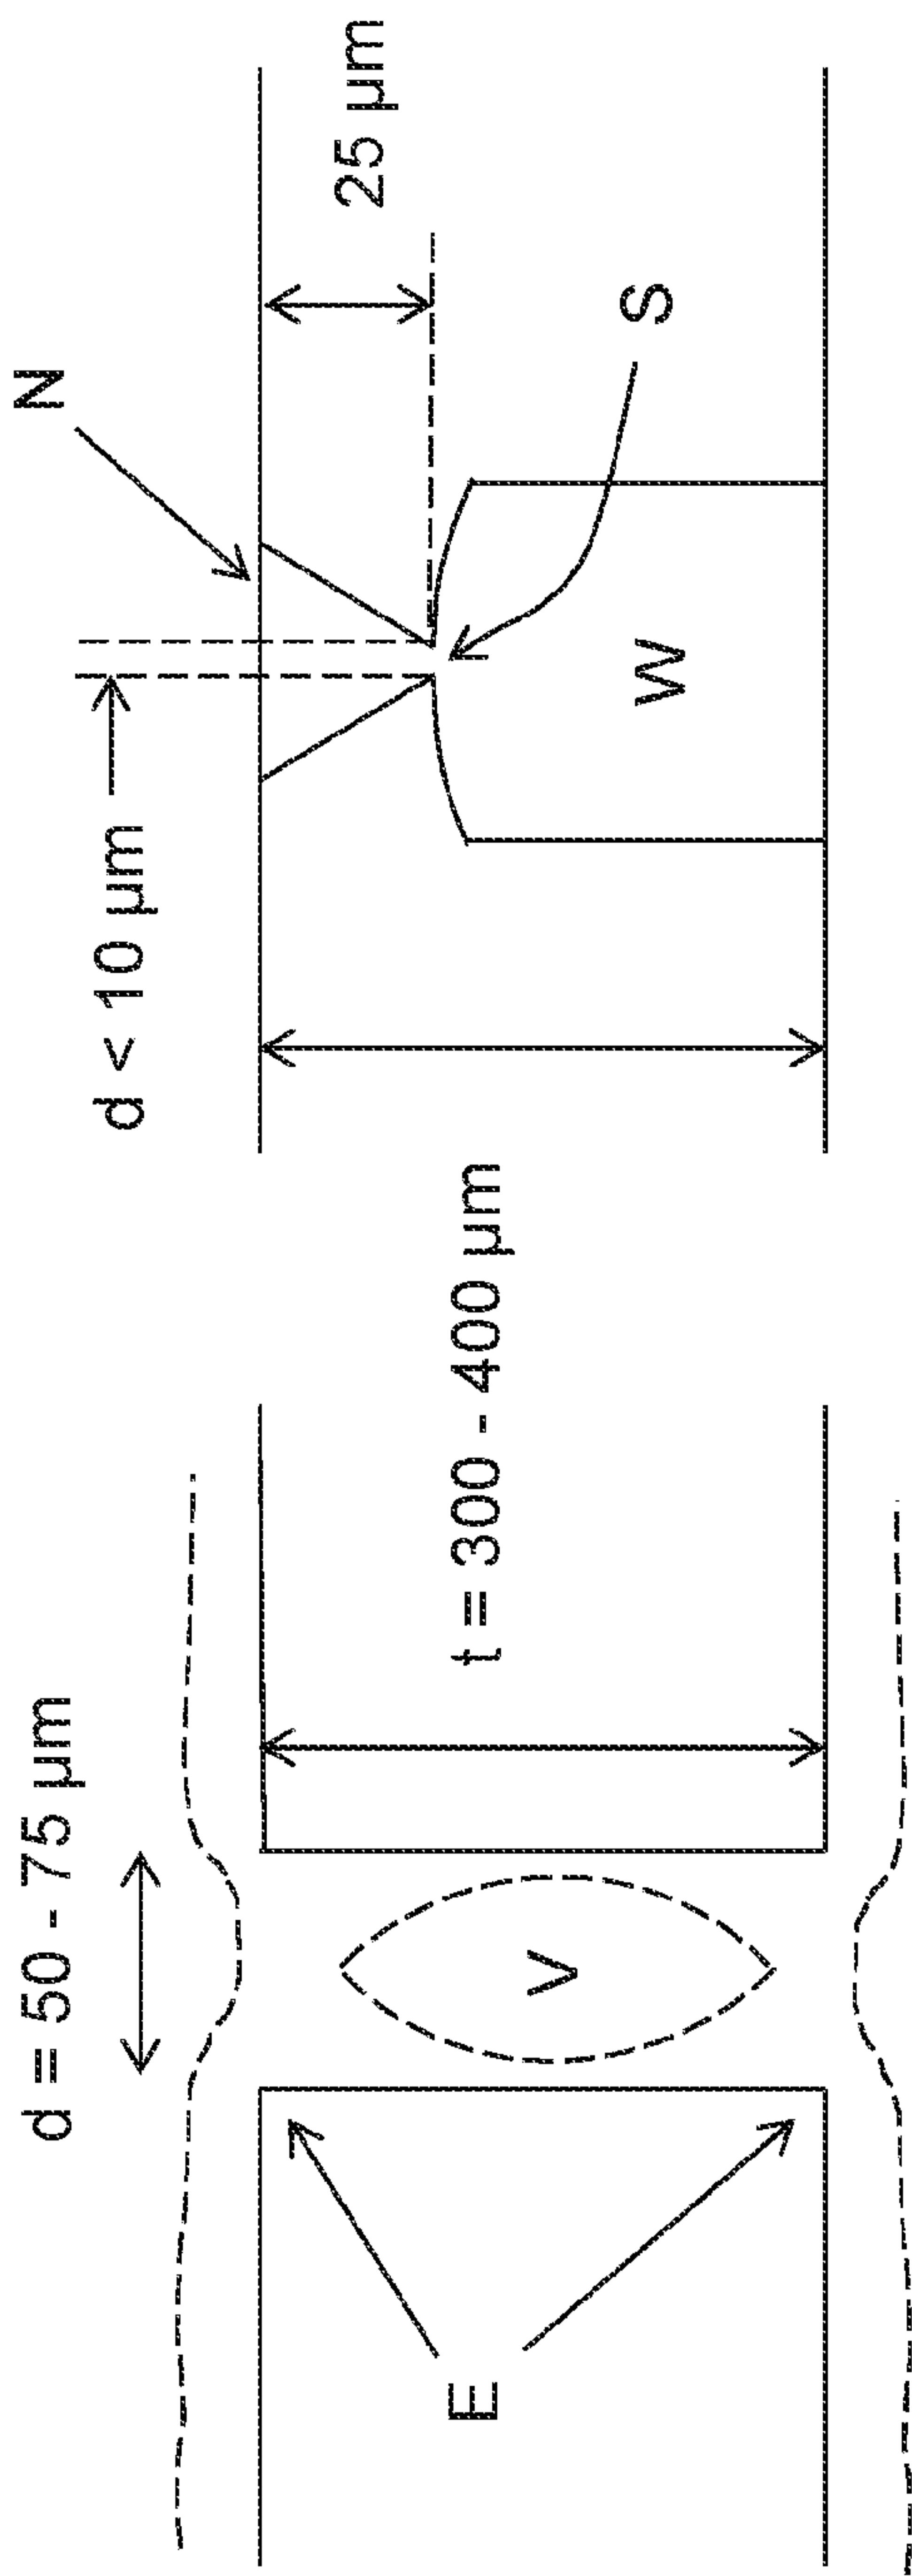 d = 50 - 75 µm
E
V
t = 300 - 400 µm
d < 10 µm
N
25 µm
S
W